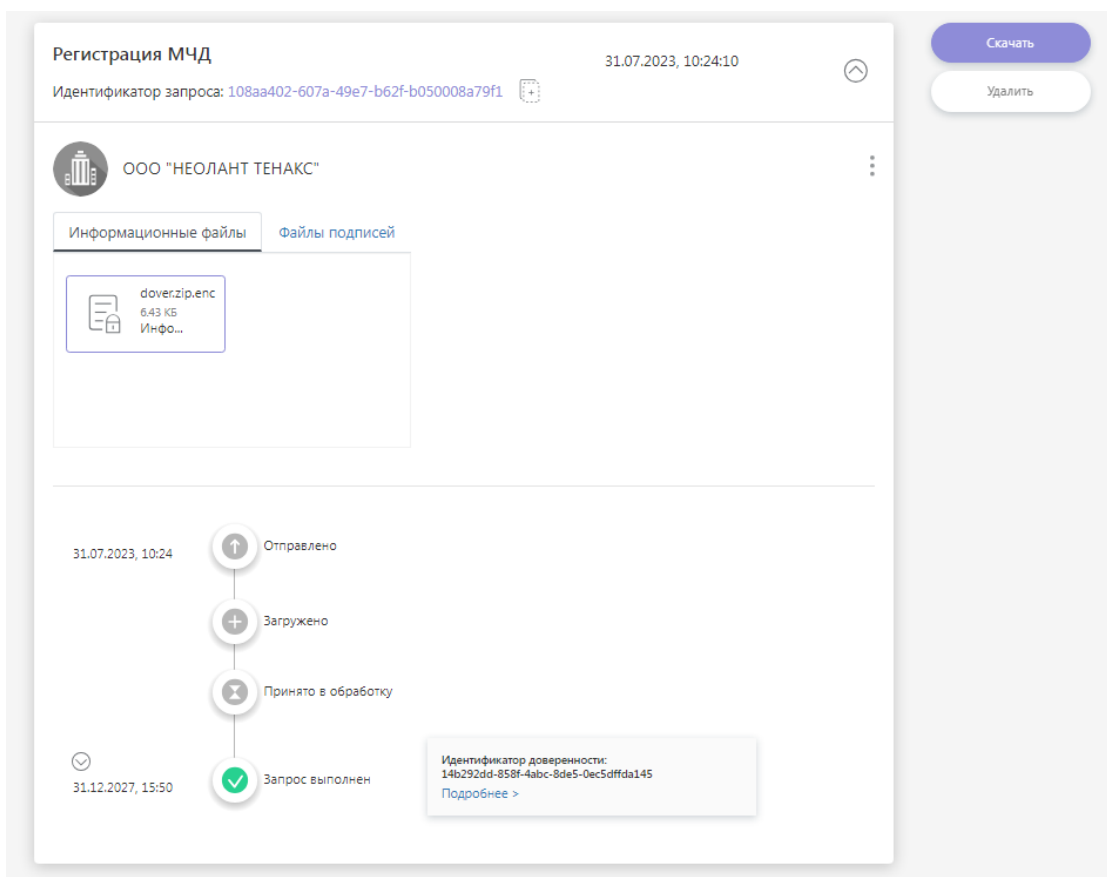 Регистрация МЧД
31.07.2023, 10:24:10
Идентификатор запроса: 108aa402-607a-49e7-b62f-b050008a79f1
Скачать
Удалить
ООО "НЕОЛАНТ ТЕНАКС"
Информационные файлы
Файлы подписей
dover.zip.enc
6.43 КБ
Инфо...
31.07.2023, 10:24
Отправлено
Загружено
Принято в обработку
31.12.2027, 15:50
Запрос выполнен
Идентификатор доверенности:
14b292dd-858f-4abc-8de5-0ec5dffda145
Подробнее >